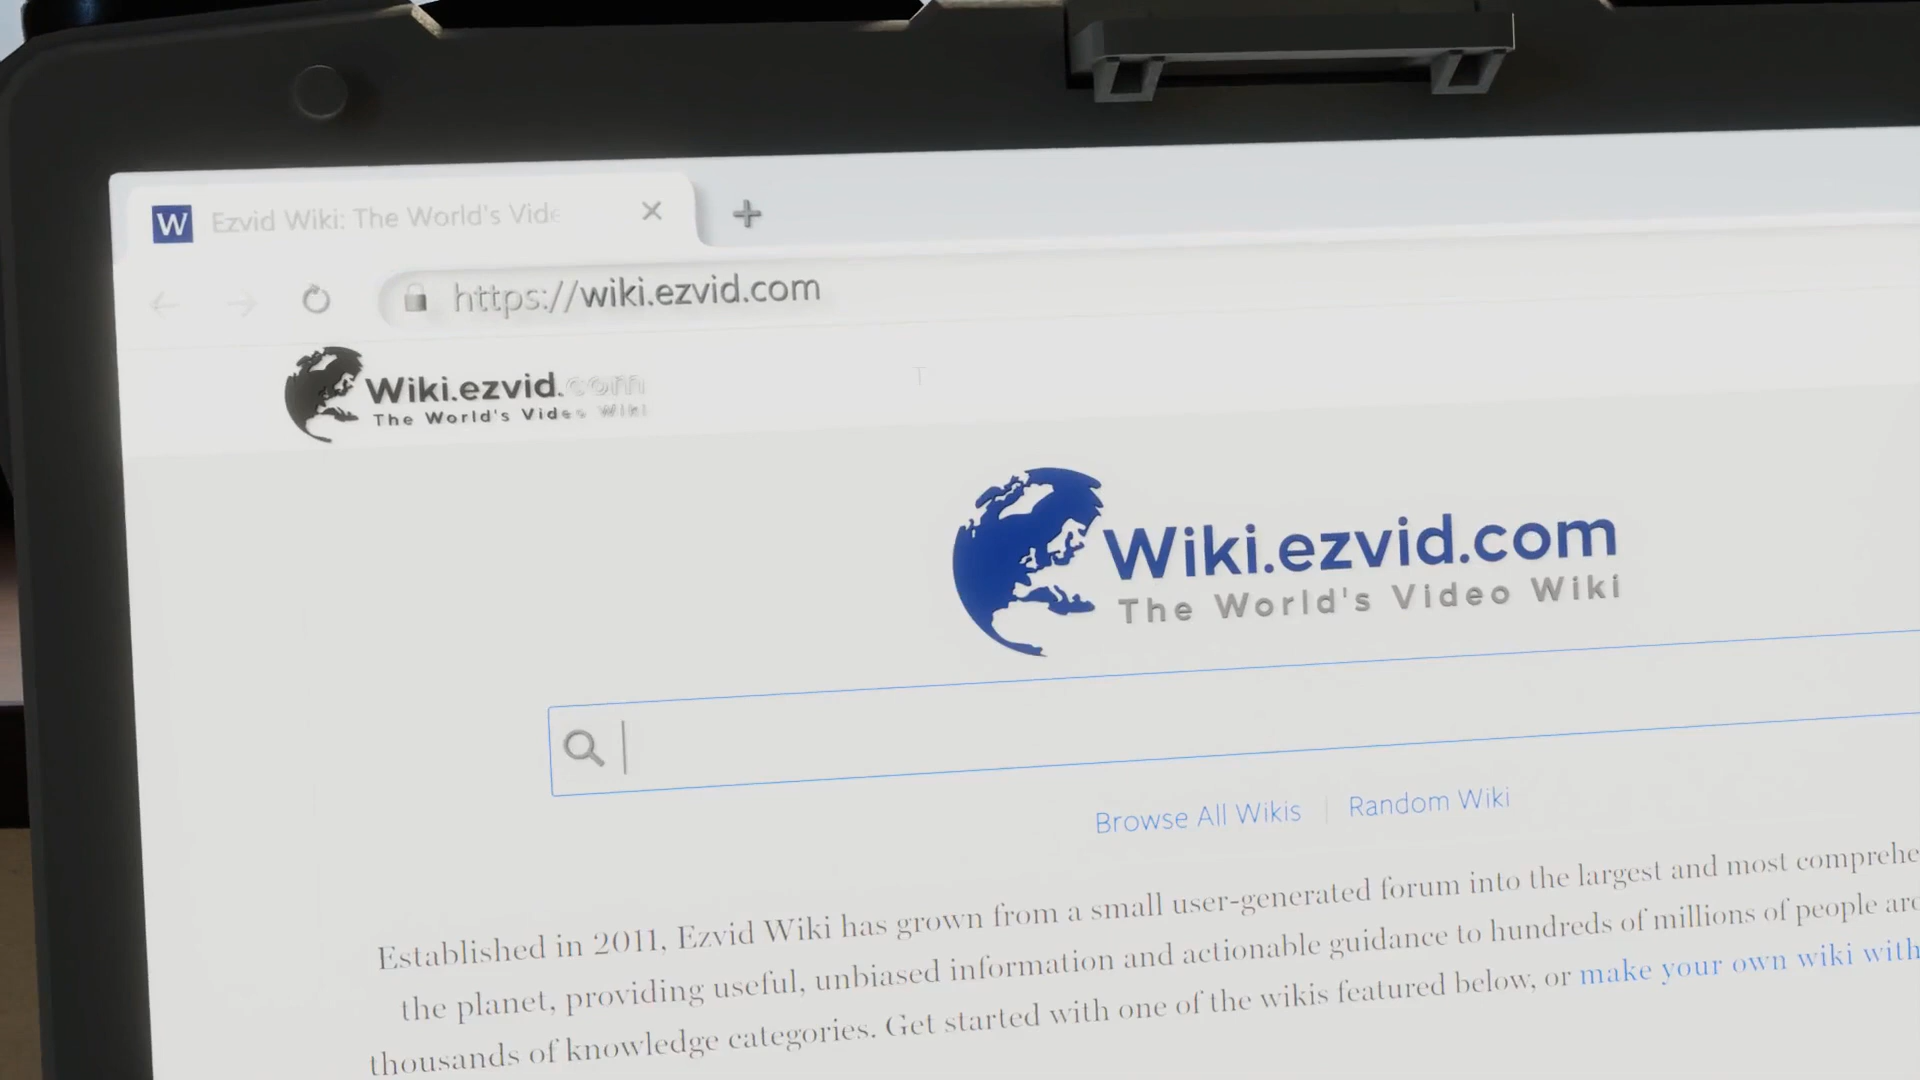 W Ezvid Wiki: The World's Vide
https://wiki.ezvid.com
Wiki.ezvid.com
The World's Video Wiki
Wiki.ezvid.com
The World's Video Wiki
Browse All Wikis | Random Wiki
Established in 2011, Ezvid Wiki has grown from a small user-generated forum into the largest and most comprehe
the planet, providing useful, unbiased information and actionable guidance to hundreds of millions of people aro
thousands of knowledge categories. Get started with one of the wikis featured below, or make your own wiki with